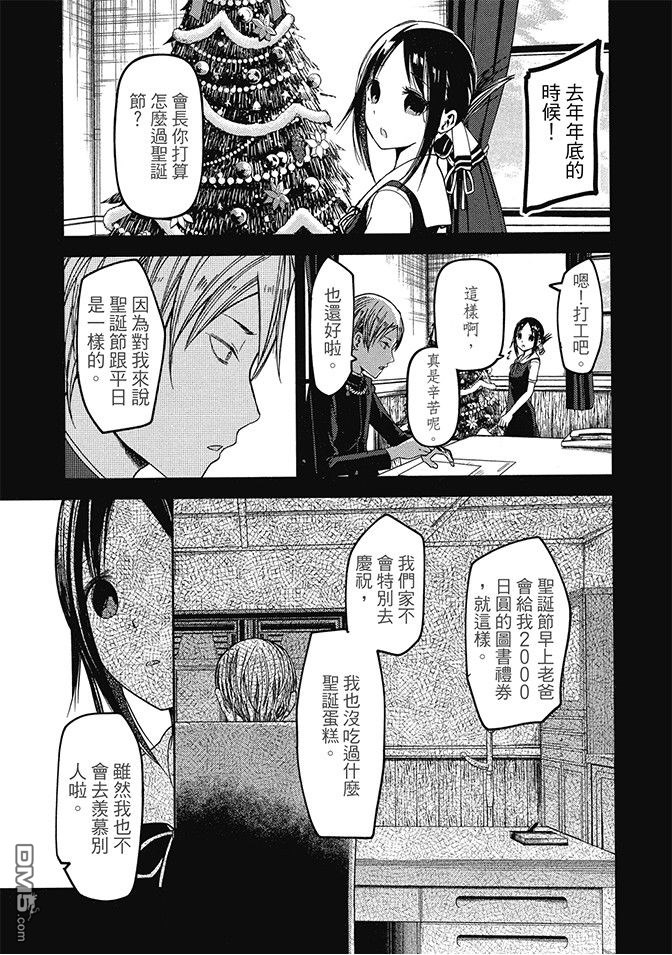 去年年底的
時候！
會長你打算
怎麼過聖誕
節？
嗯！打工吧。
這樣啊，
真是辛苦呢。
也還好啦。
因為對我來說
聖誕節跟平日
是一樣的。
聖誕節早上老爸
會給我2000
日圓的圖書禮券
，就這樣。
我們家不
會特別去
慶祝，
我也沒吃過什麼
聖誕蛋糕。
雖然我也不
會去羨慕別
人啦。
DM5.com